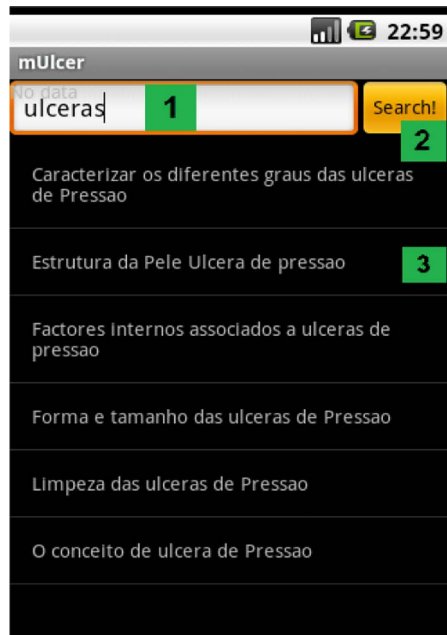 22:59
mUlcer
No data
ulceras 1 Search!
2
Caracterizar os diferentes graus das ulceras
de Pressao
Estrutura da Pele Ulcera de pressao 3
Factores internos associados a ulceras de
pressao
Forma e tamanho das ulceras de Pressao
Limpeza das ulceras de Pressao
O conceito de ulcera de Pressao